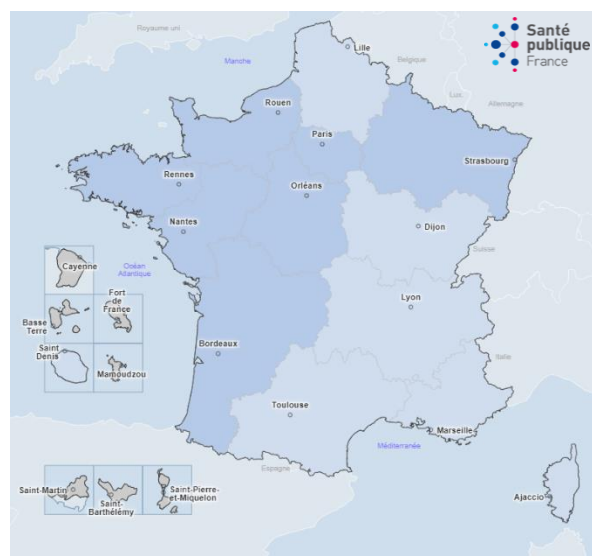 Royaume uni
Santé
publique
France
Lille
Manche
Belgique
Lux.
Allemagne
Rouen
Paris
Strasbourg
Rennes
Orléans
Nantes
Dijon
Suisse
Cayenne
Océan
Atlantique
Fort
de
France
Basse
Terre
Lyon
Saint
Denis
Mamoudzou
Bordeaux
Italie
Toulouse
Marseille
Méditerranée
Espagne
Saint-Martin
Saint-
Barthélémy
Saint-Pierre-
et-Miquelon
Ajaccio